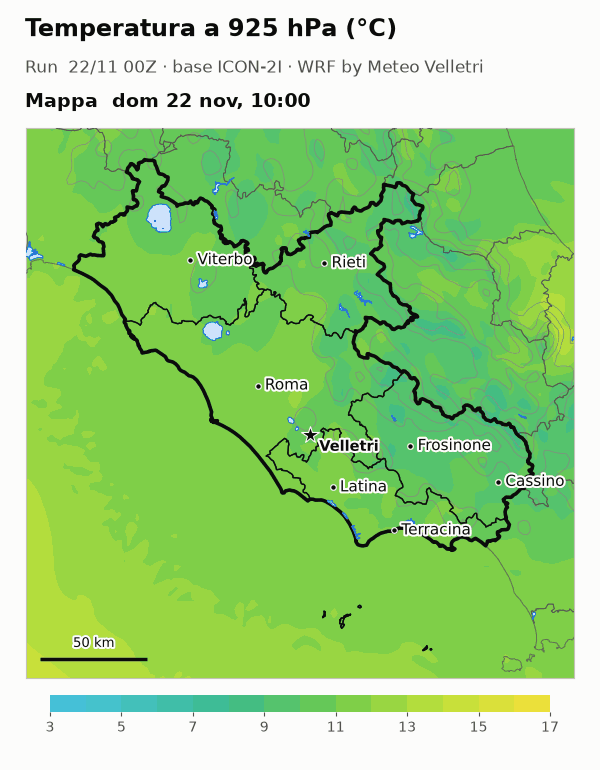 Temperatura a 925 hPa (°C)
Run  22/11 00Z · base ICON-2I · WRF by Meteo Velletri
Mappa  dom 22 nov, 10:00
Viterbo
Rieti
Roma
Velletri
Frosinone
Latina
Cassino
Terracina
50 km
3 5 7 9 11 13 15 17